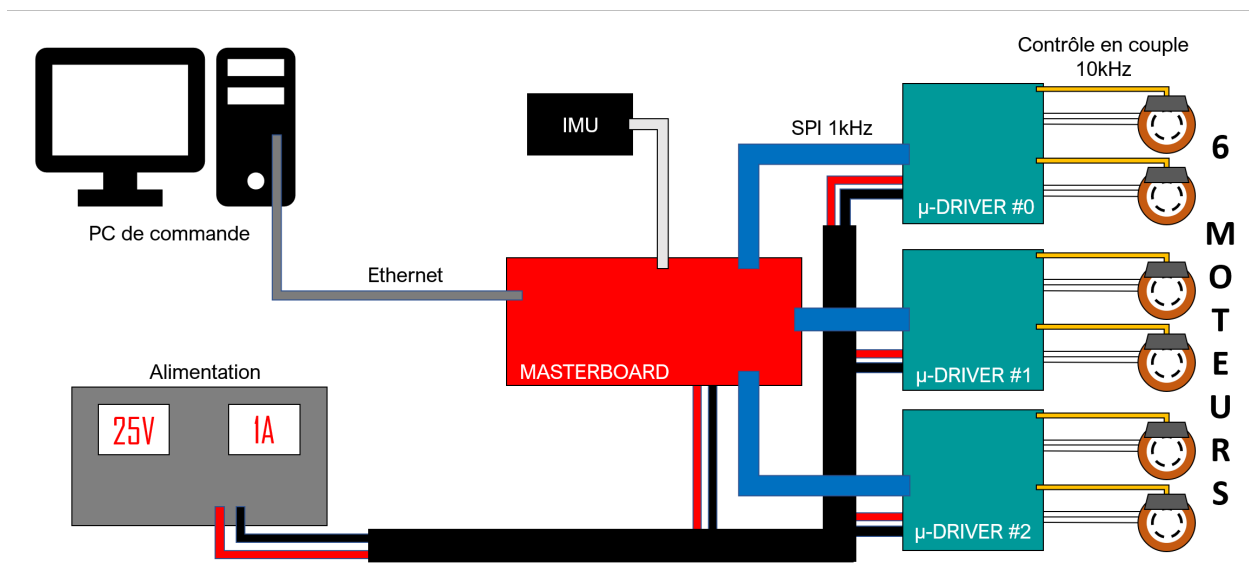 Contrôle en couple
10kHz
IMU
SPI 1kHz
µ-DRIVER #0
PC de commande
Ethernet
MASTERBOARD
µ-DRIVER #1
Alimentation
25V
1A
µ-DRIVER #2
6 MOTEURS